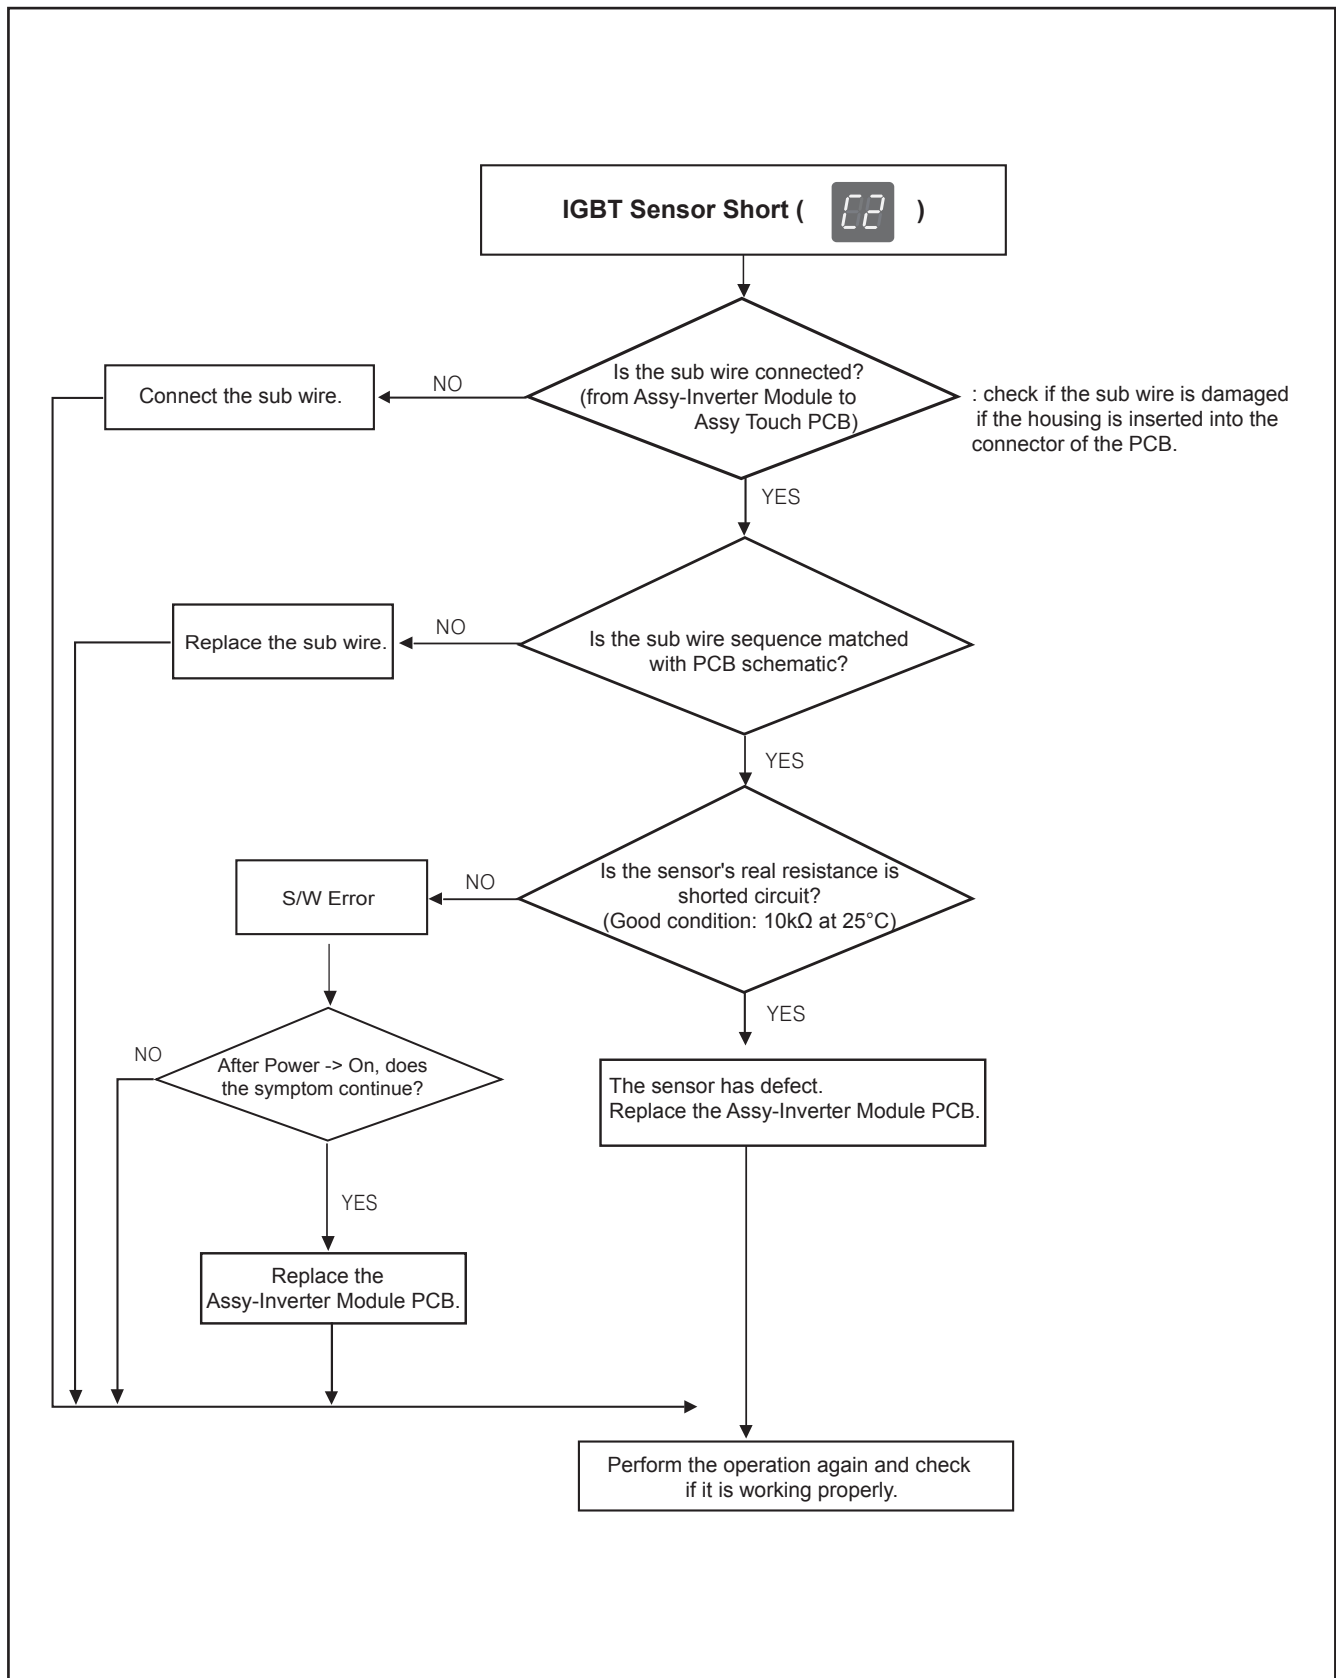 IGBT Sensor Short ( C2 )
Is the sub wire connected?
(from Assy-Inverter Module to
Assy Touch PCB)
: check if the sub wire is damaged
if the housing is inserted into the
connector of the PCB.
NO
Connect the sub wire.
YES
Is the sub wire sequence matched
with PCB schematic?
NO
Replace the sub wire.
YES
Is the sensor's real resistance is
shorted circuit?
(Good condition: 10kΩ at 25°C)
NO
S/W Error
YES
The sensor has defect.
Replace the Assy-Inverter Module PCB.
After Power -> On, does
the symptom continue?
NO
YES
Replace the
Assy-Inverter Module PCB.
Perform the operation again and check
if it is working properly.